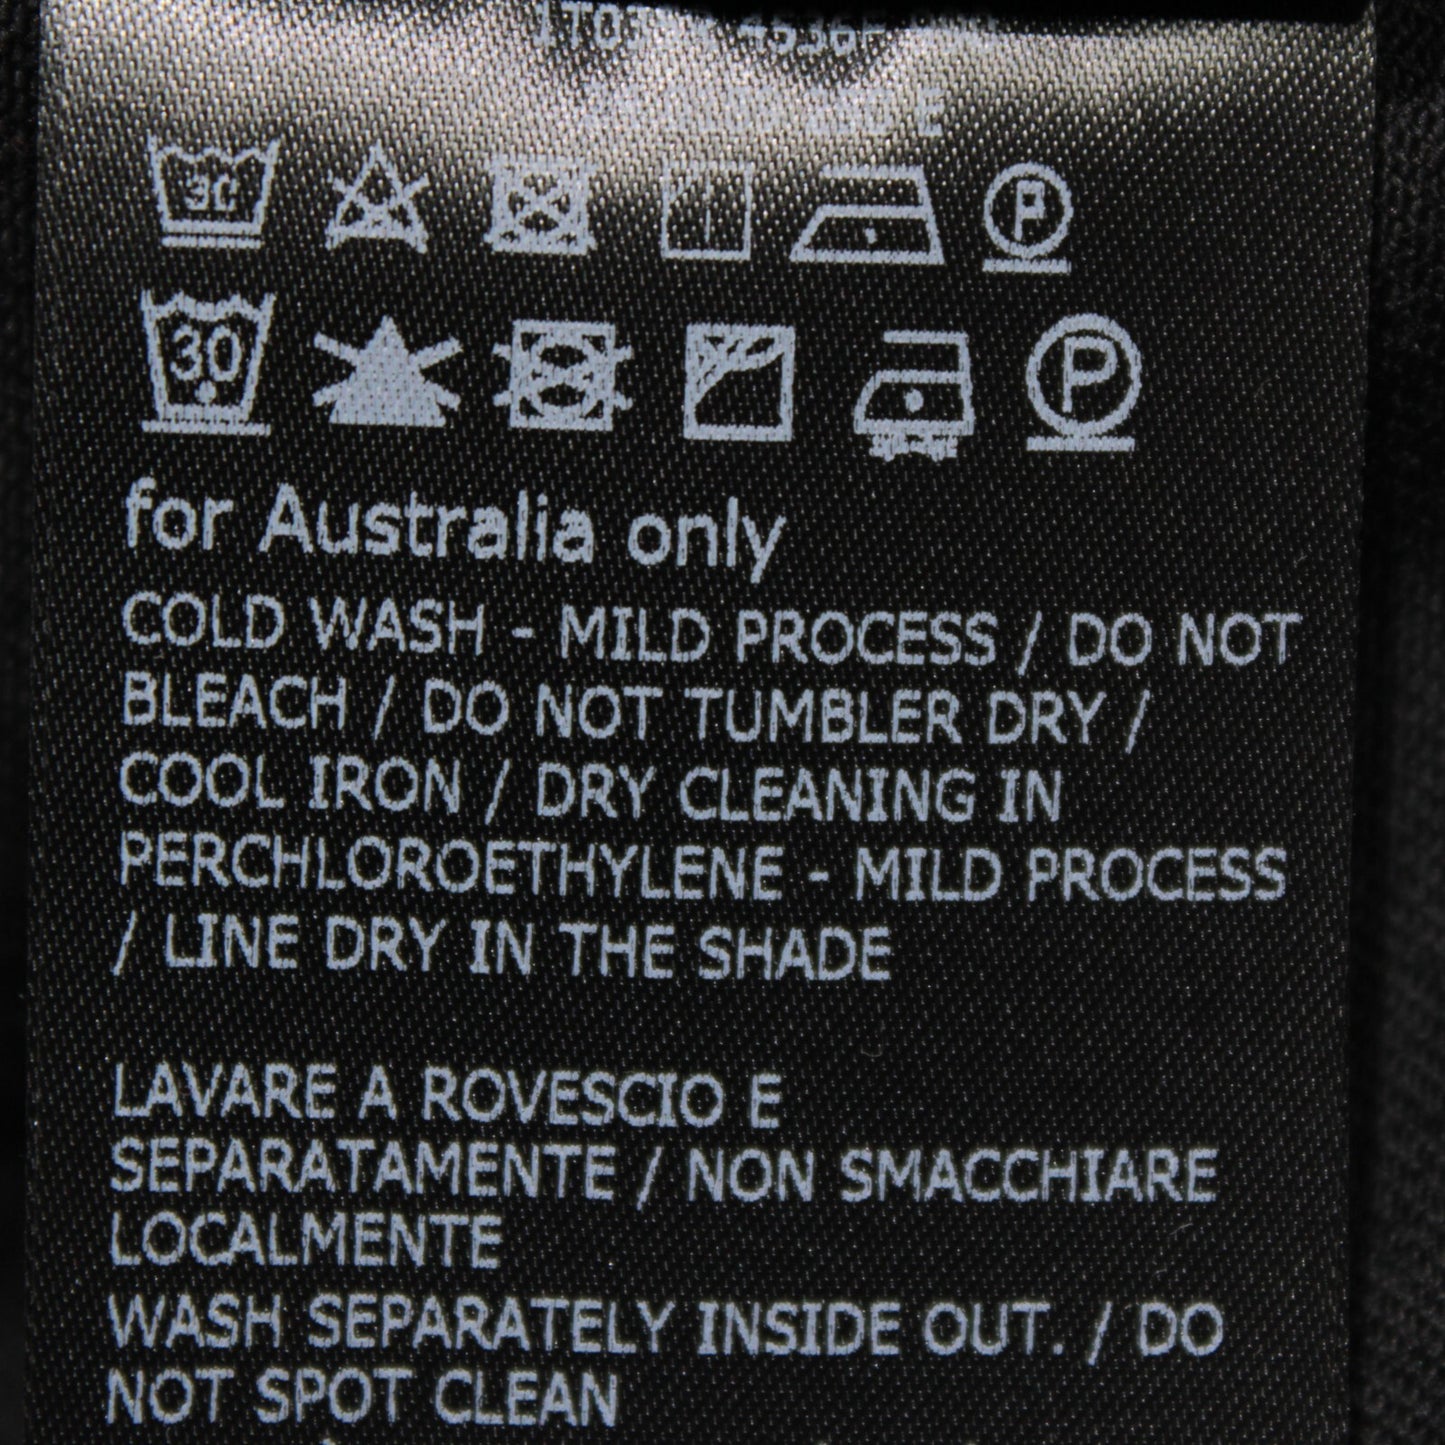 30
P
30
P
for Australia only
COLD WASH - MILD PROCESS / DO NOT
BLEACH / DO NOT TUMBLER DRY /
COOL IRON / DRY CLEANING IN
PERCHLOROETHYLENE - MILD PROCESS
/ LINE DRY IN THE SHADE
LAVARE A ROVESCIO E
SEPARATAMENTE / NON SMACCHIARE
LOCALMENTE
WASH SEPARATELY INSIDE OUT. / DO
NOT SPOT CLEAN